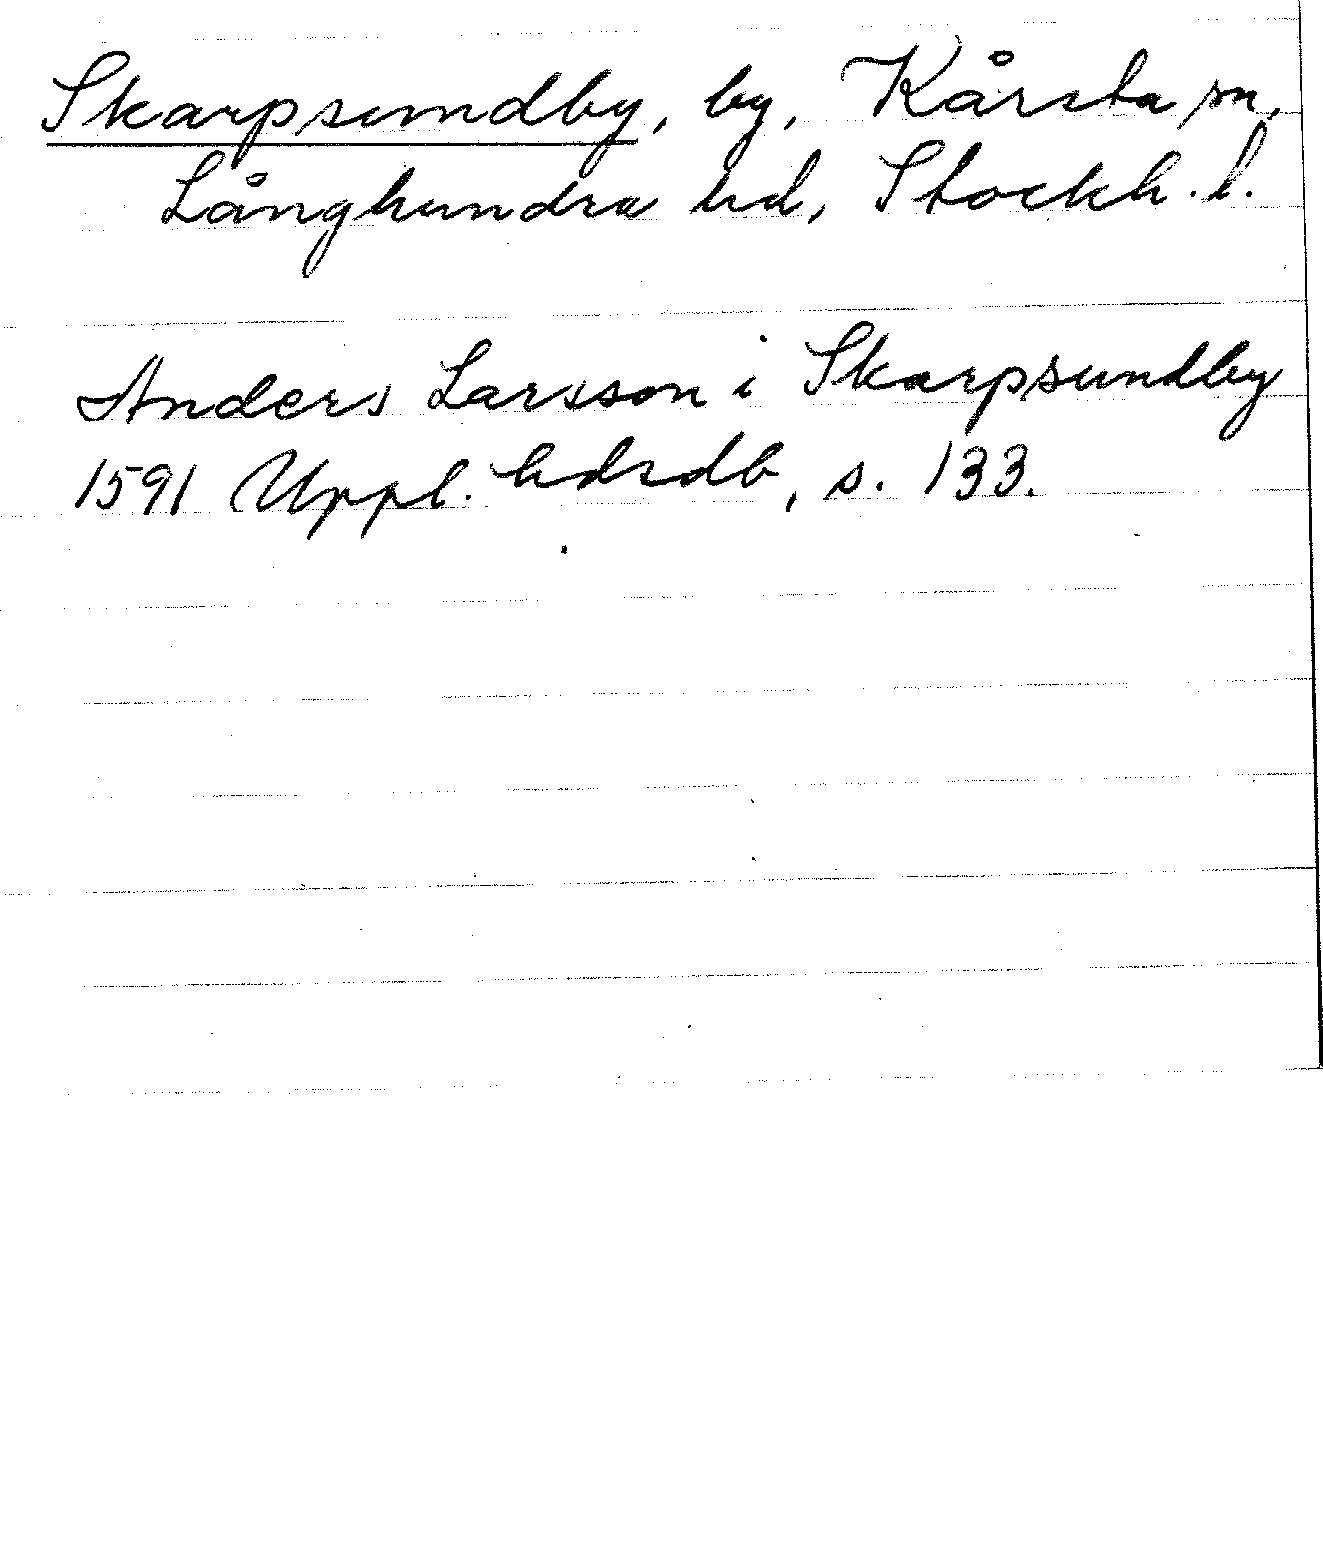 Skarpsundby, by, Kårsta sn,
Långhundra hd, Stockh. l.
Anders Larsson i Skarpsundby
1591 Uppl. hdrdb, s. 133.